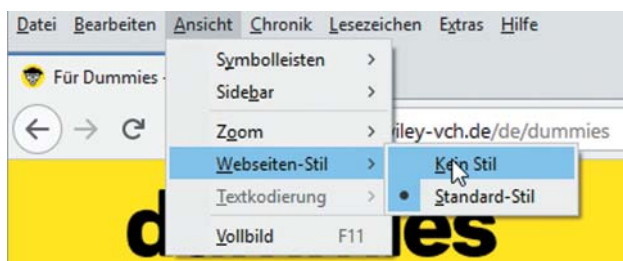 Datei Bearbeiten Ansicht Chronik Lesezeichen Extras Hilfe
Symbolleisten >
Für Dummies -
Sidebar >
Zoom >
iley-vch.de/de/dummies
Webseiten-Stil >
Kein Stil
Textkodierung >
Standard-Stil
Vollbild F11